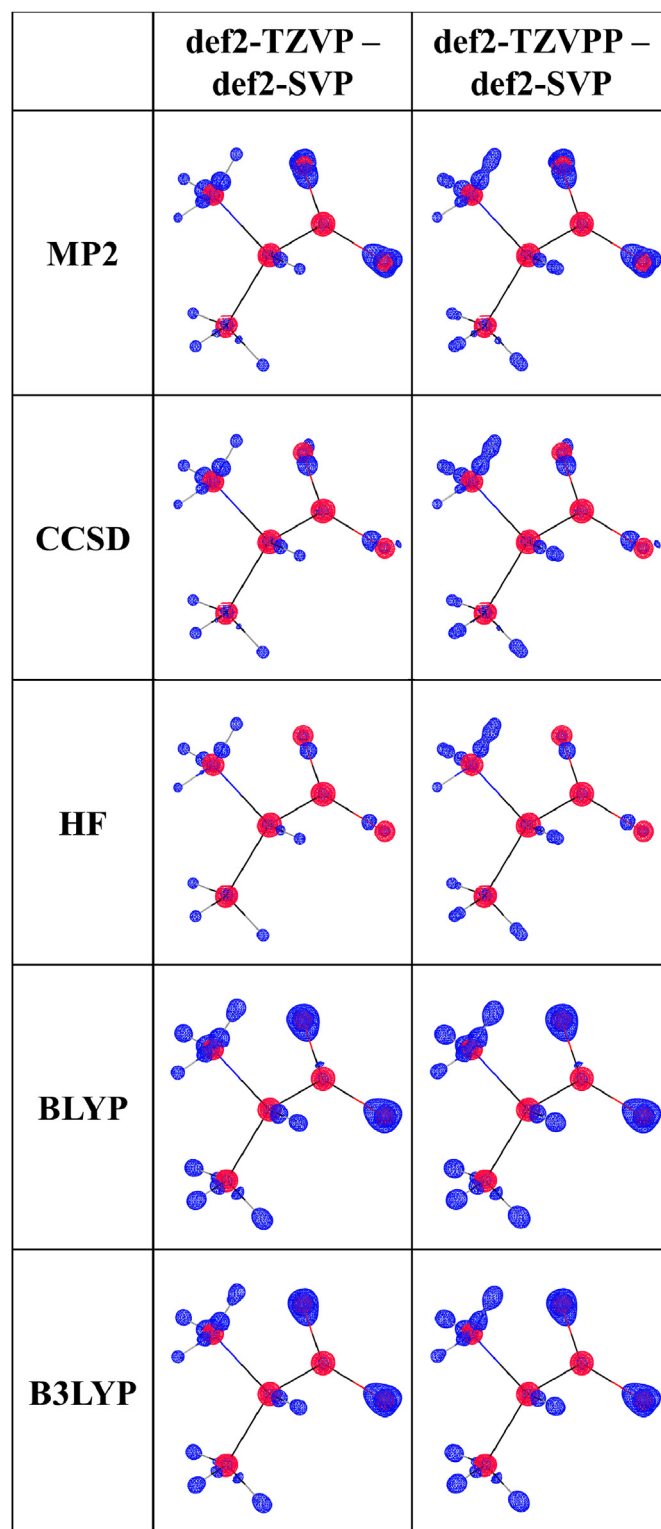 def2-TZVP –
def2-SVP
def2-TZVPP –
def2-SVP
MP2
CCSD
HF
BLYP
B3LYP